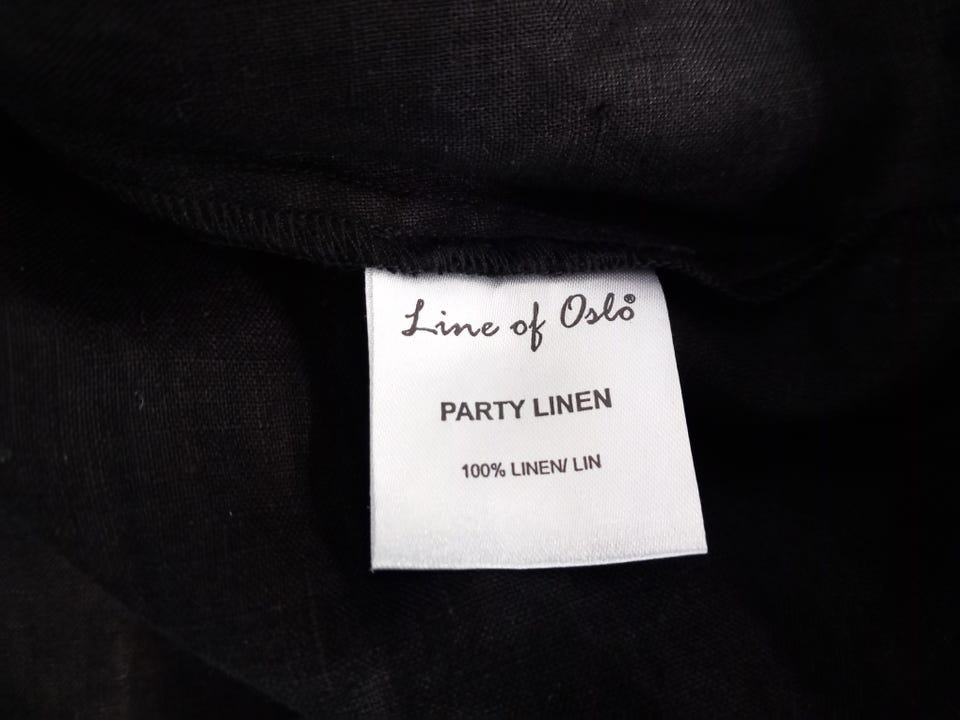 Line of Oslo®
PARTY LINEN
100% LINEN/ LIN